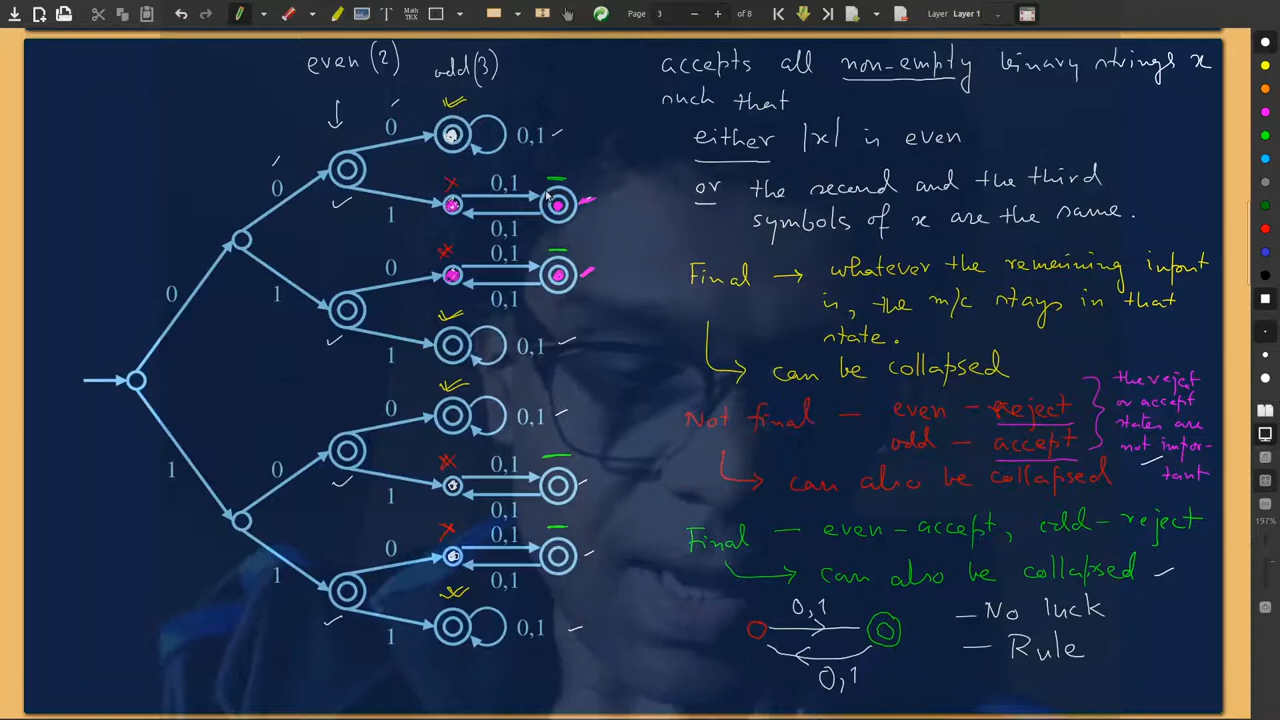 Page 3 of 8 Layer Layer 1
Math
TEX
197%
even (2) odd (3)
0 0,1
0
1 0,1
0,1
0 0 0,1
0,1
1
1 0,1
0 0,1
0
1 0,1
1 0,1
0 0,1
0,1
1
1 0,1
accepts all non-empty binary strings x
such that
either |x| is even
or the second and the third
symbols of x are the same.
Final → whatever the remaining input
is, the m/c stays in that
state.
can be collapsed
Not final – even – reject
odd – accept
can also be collapsed
the reject
or accept
states are
not impor-
tant
Final – even-accept, odd-reject
can also be collapsed
0,1
0,1
– No luck
– Rule